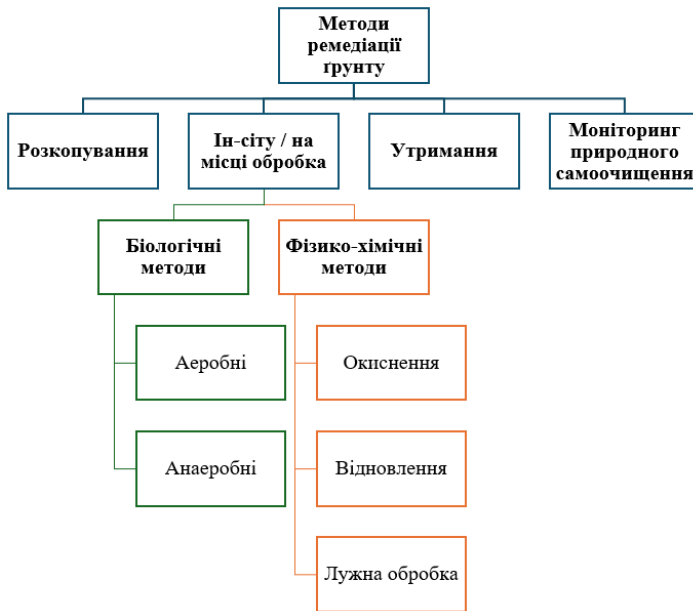 Методи
ремедіації
ґрунту
Розкопування
Ін-сіту / на
місці обробка
Утримання
Моніторинг
природного
самоочищення
Біологічні
методи
Фізико-хімічні
методи
Аеробні
Окиснення
Анаеробні
Відновлення
Лужна обробка